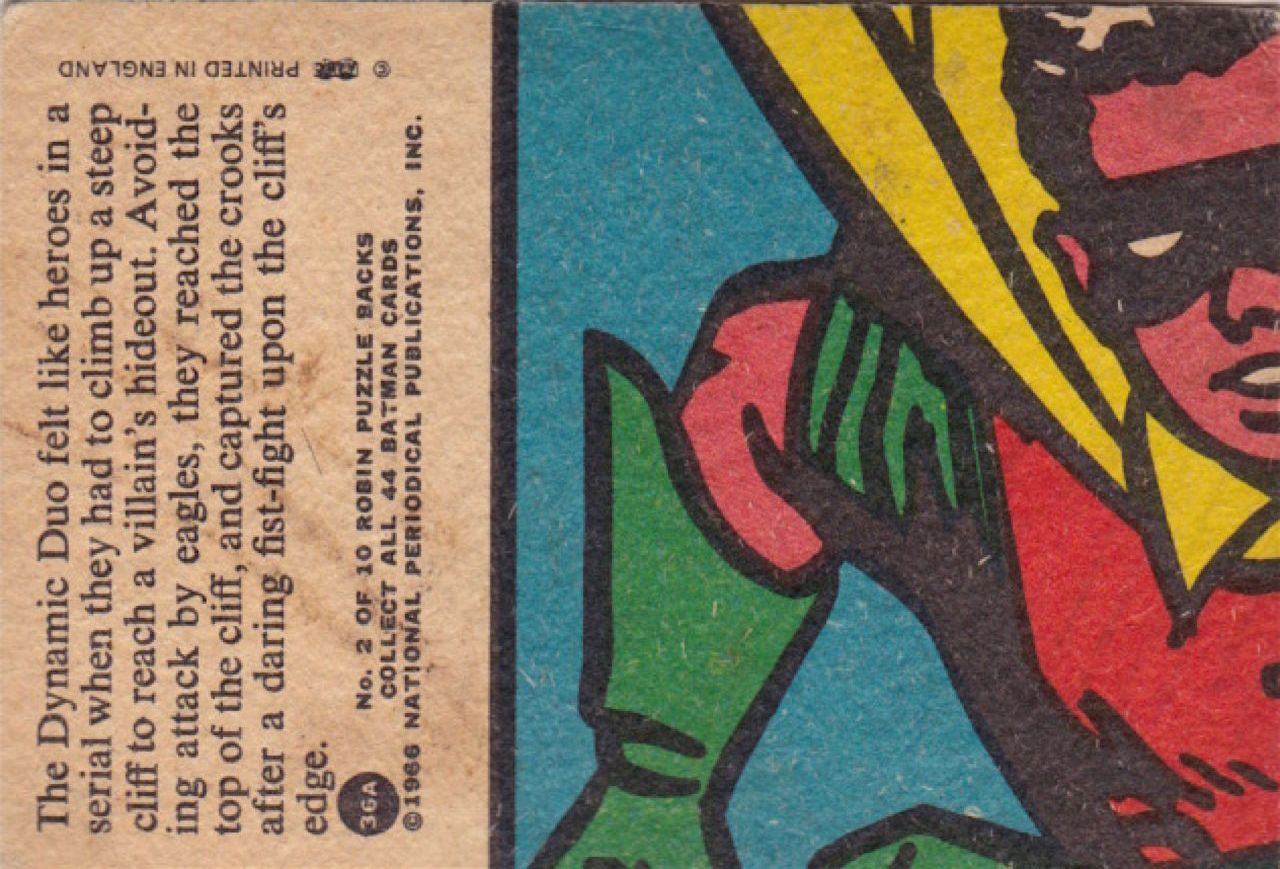 The Dynamic Duo felt like heroes in a
serial when they had to climb up a steep
cliff to reach a villain's hideout. Avoid-
ing attack by eagles, they reached the
top of the cliff, and captured the crooks
after a daring fist-fight upon the cliff's
edge.
36A
No. 2 OF 10 ROBIN PUZZLE BACKS
COLLECT ALL 44 BATMAN CARDS
©1966 NATIONAL PERIODICAL PUBLICATIONS, INC.
© PRINTED IN ENGLAND